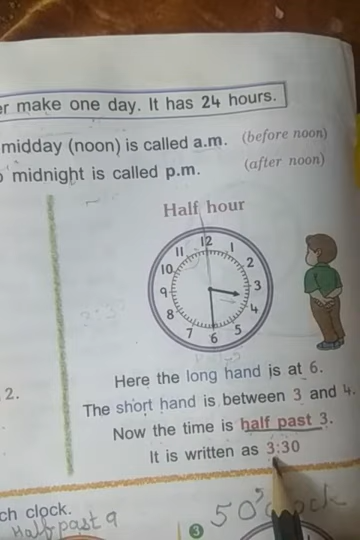 er make one day. It has 24 hours.
midday (noon) is called a.m. (before noon)
midnight is called p.m. (after noon)
Half hour
12
11 1
10 2
9 3
8 4
7 5
6
Here the long hand is at 6.
2.
The short hand is between 3 and 4.
Now the time is half past 3.
It is written as 3:30
ch clock.
Half past 9
3 50's clock